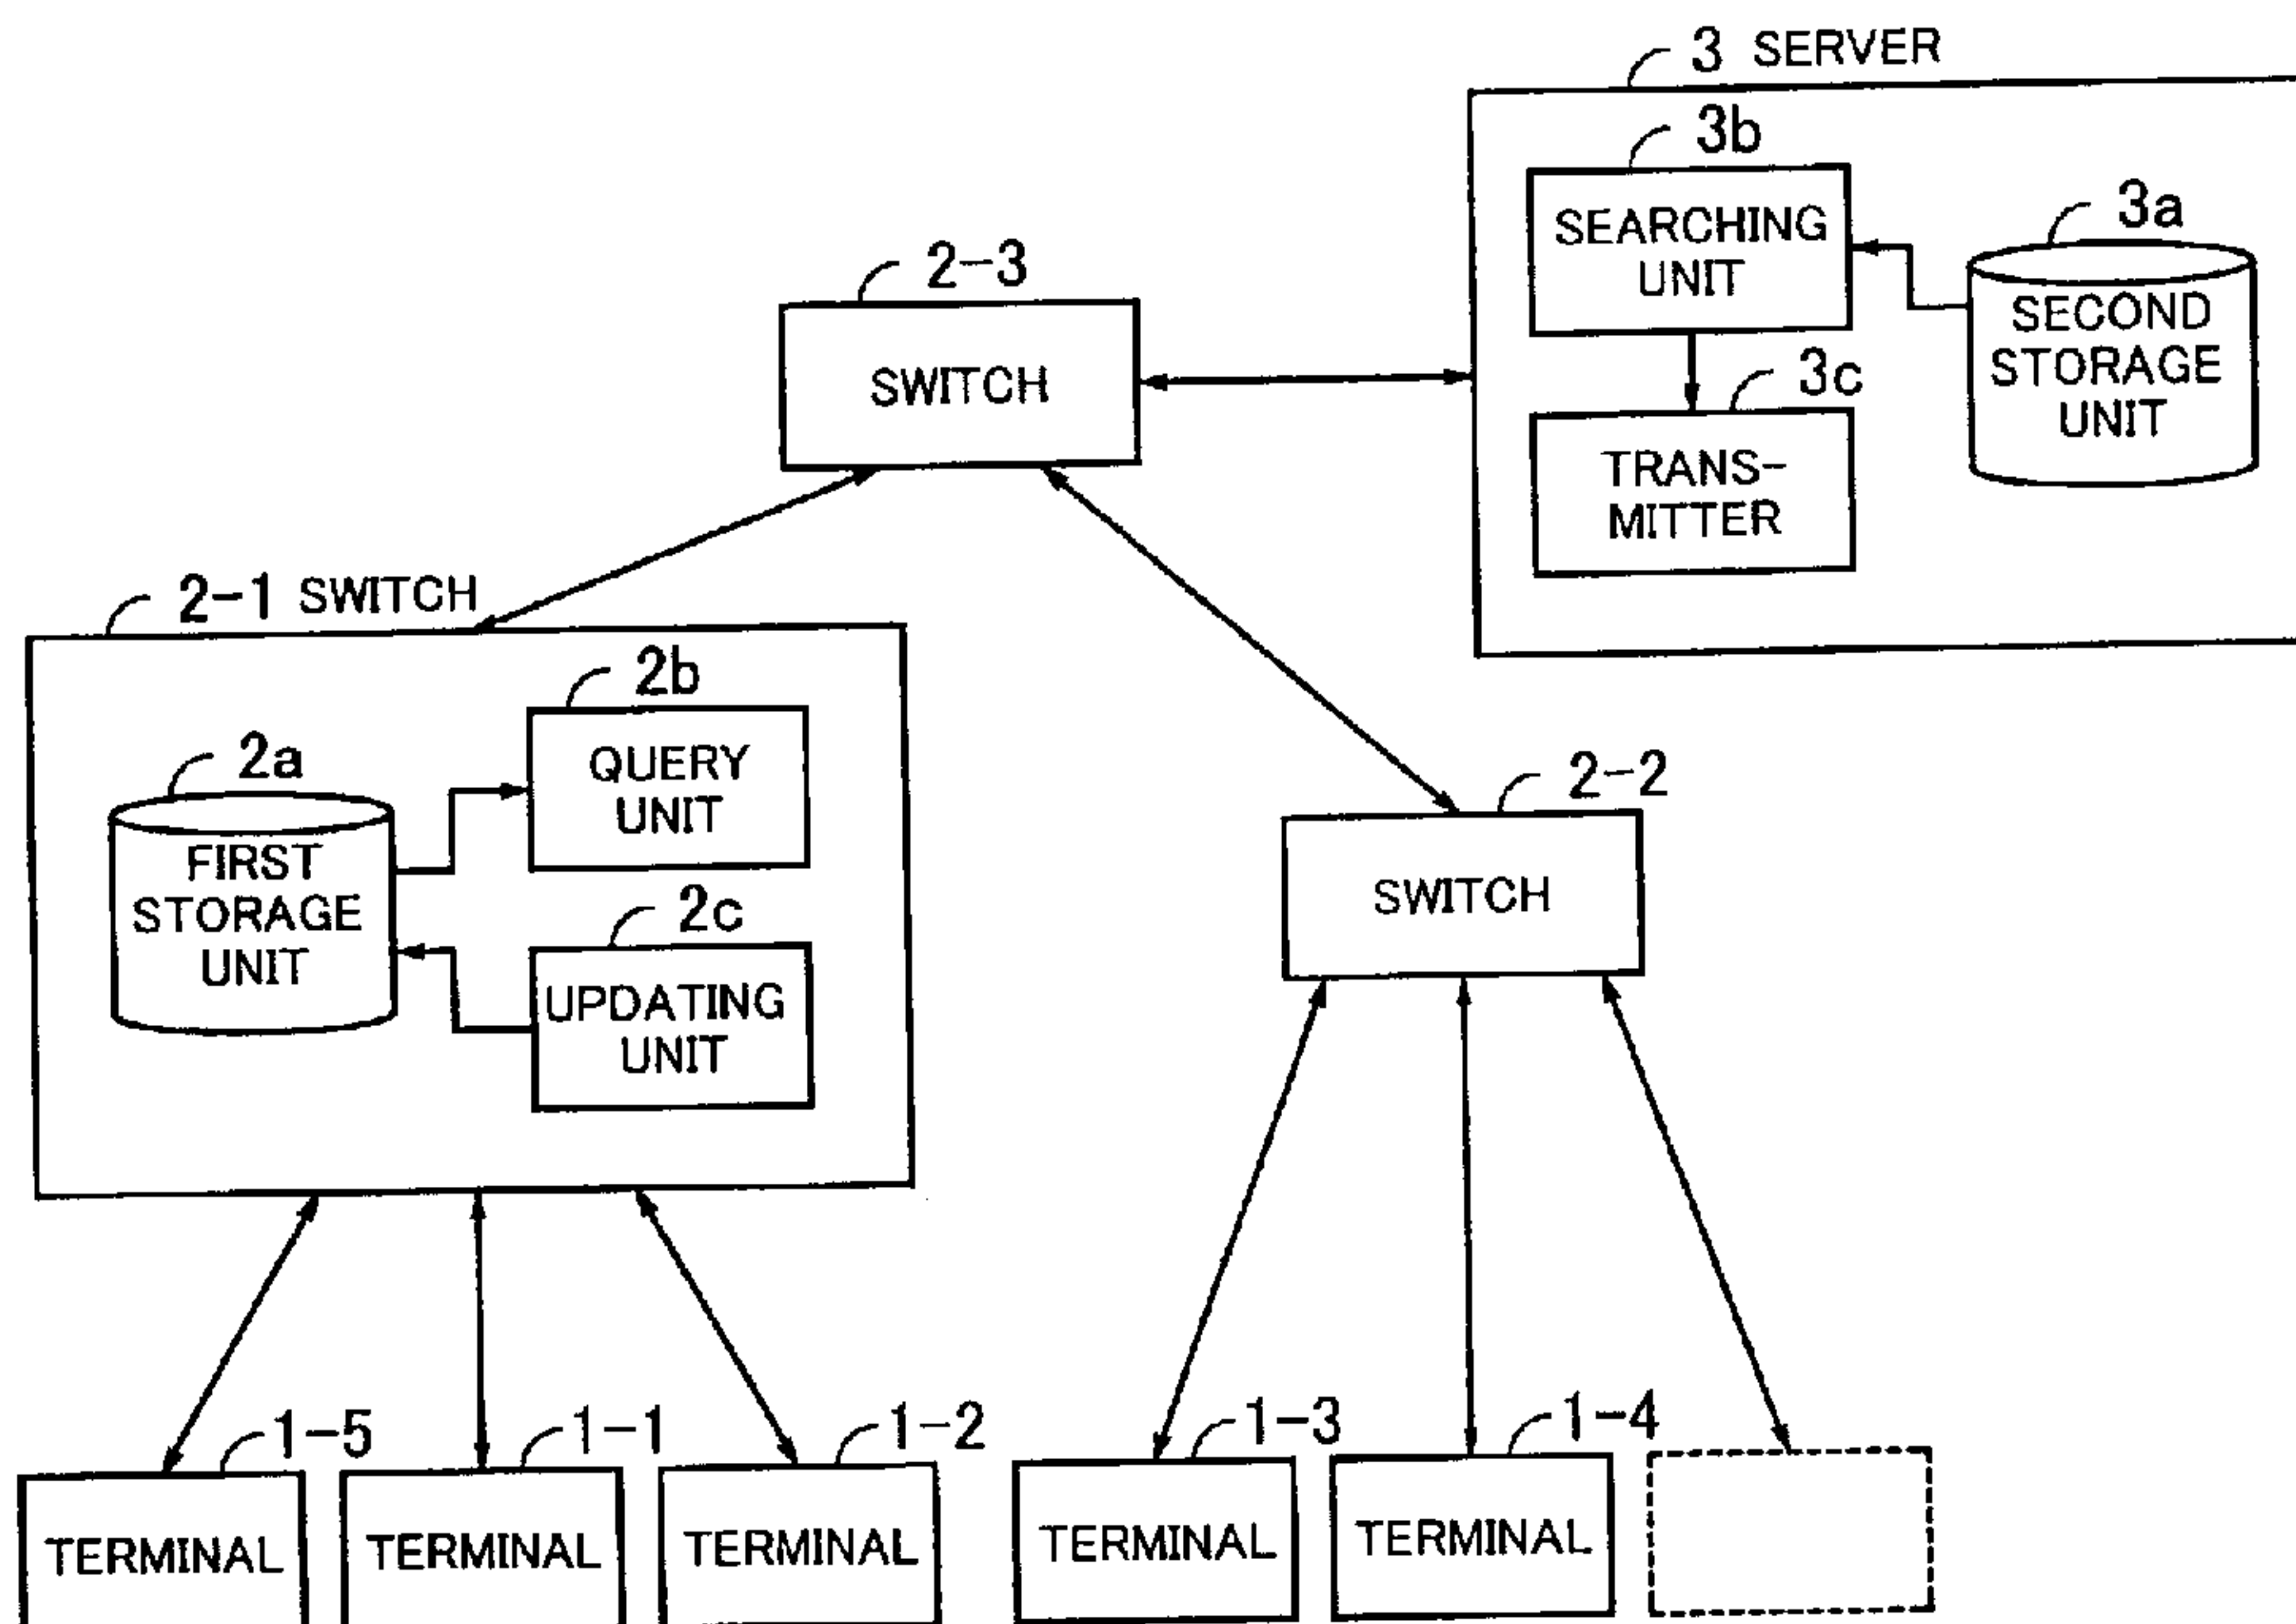 3 SERVER
3b
SEARCHING
UNIT
3a
SECOND
STORAGE
UNIT
3c
TRANS-
MITTER
2-3
SWITCH
2-1 SWITCH
2b
QUERY
UNIT
2a
FIRST
STORAGE
UNIT
2c
UPDATING
UNIT
2-2
SWITCH
1-5
TERMINAL
1-1
TERMINAL
1-2
TERMINAL
1-3
TERMINAL
1-4
TERMINAL